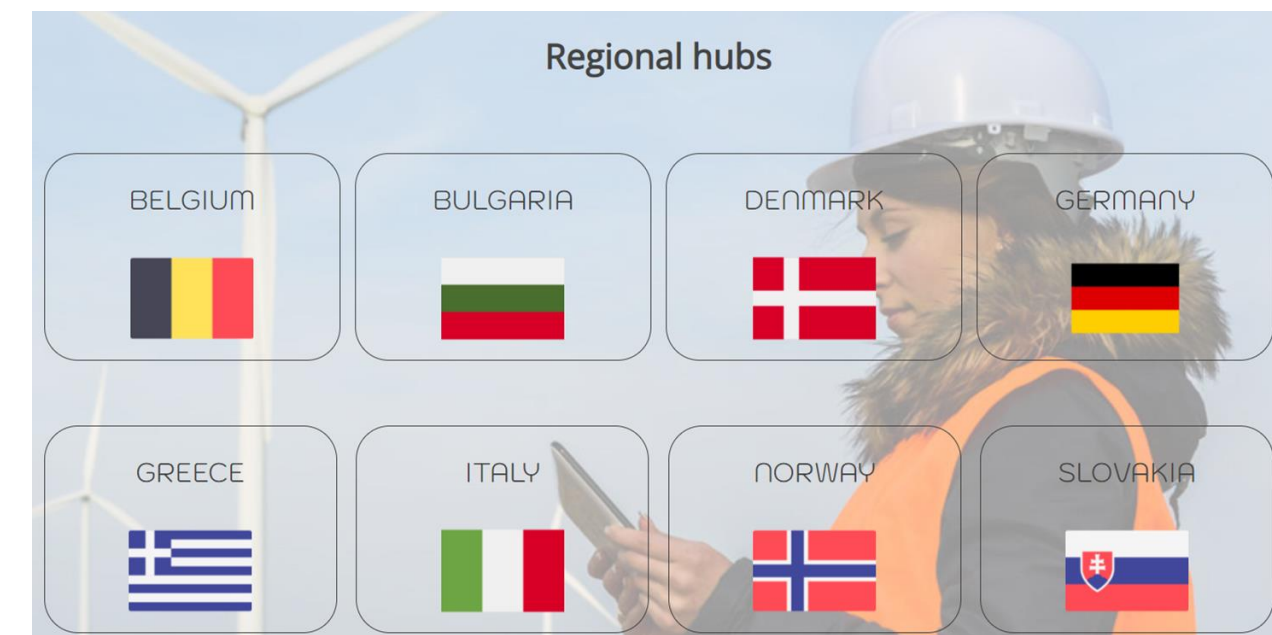 Regional hubs
BELGIUM
BULGARIA
DENMARK
GERMANY
GREECE
ITALY
NORWAY
SLOVAKIA